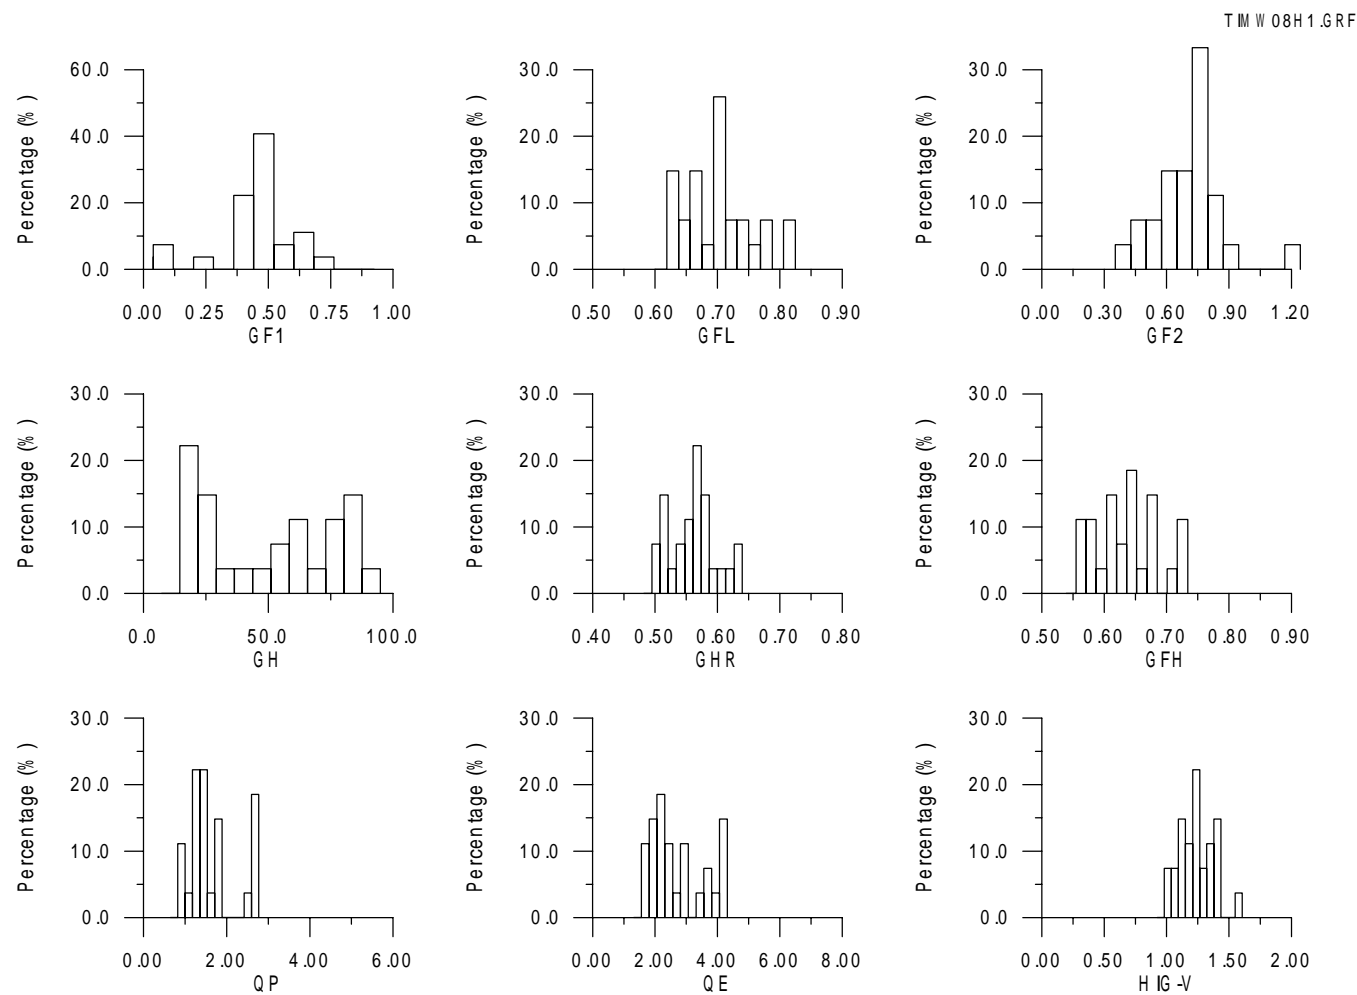 TMW08H1.GRF
Percentage (%)
60.0
40.0
20.0
0.0
0.00 0.25 0.50 0.75 1.00
GF1
Percentage (%)
30.0
20.0
10.0
0.0
0.50 0.60 0.70 0.80 0.90
GFL
Percentage (%)
30.0
20.0
10.0
0.0
0.00 0.30 0.60 0.90 1.20
GF2
Percentage (%)
30.0
20.0
10.0
0.0
0.0 50.0 100.0
GH
Percentage (%)
30.0
20.0
10.0
0.0
0.40 0.50 0.60 0.70 0.80
GHR
Percentage (%)
30.0
20.0
10.0
0.0
0.50 0.60 0.70 0.80 0.90
GFH
Percentage (%)
30.0
20.0
10.0
0.0
0.00 2.00 4.00 6.00
QP
Percentage (%)
30.0
20.0
10.0
0.0
0.00 2.00 4.00 6.00 8.00
QE
Percentage (%)
30.0
20.0
10.0
0.0
0.00 0.50 1.00 1.50 2.00
HIG-V